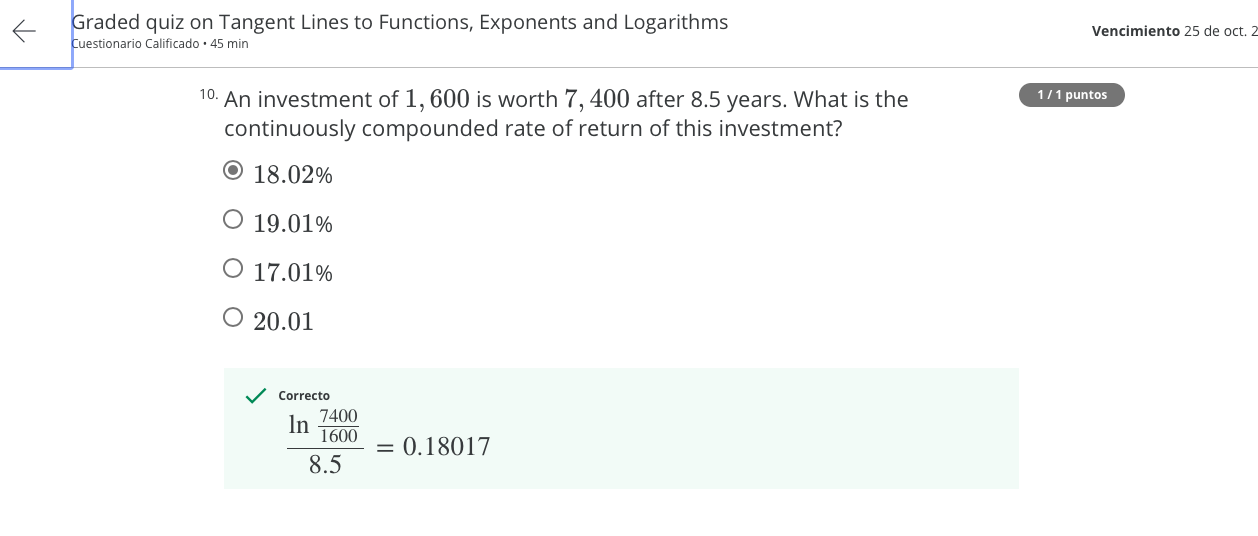 Graded quiz on Tangent Lines to Functions, Exponents and Logarithms
Cuestionario Calificado • 45 min
Vencimiento 25 de oct. 2
10. An investment of 1, 600 is worth 7, 400 after 8.5 years. What is the
continuously compounded rate of return of this investment?
1 / 1 puntos
18.02%
19.01%
17.01%
20.01
Correcto
ln 7400/1600
/ 8.5 = 0.18017